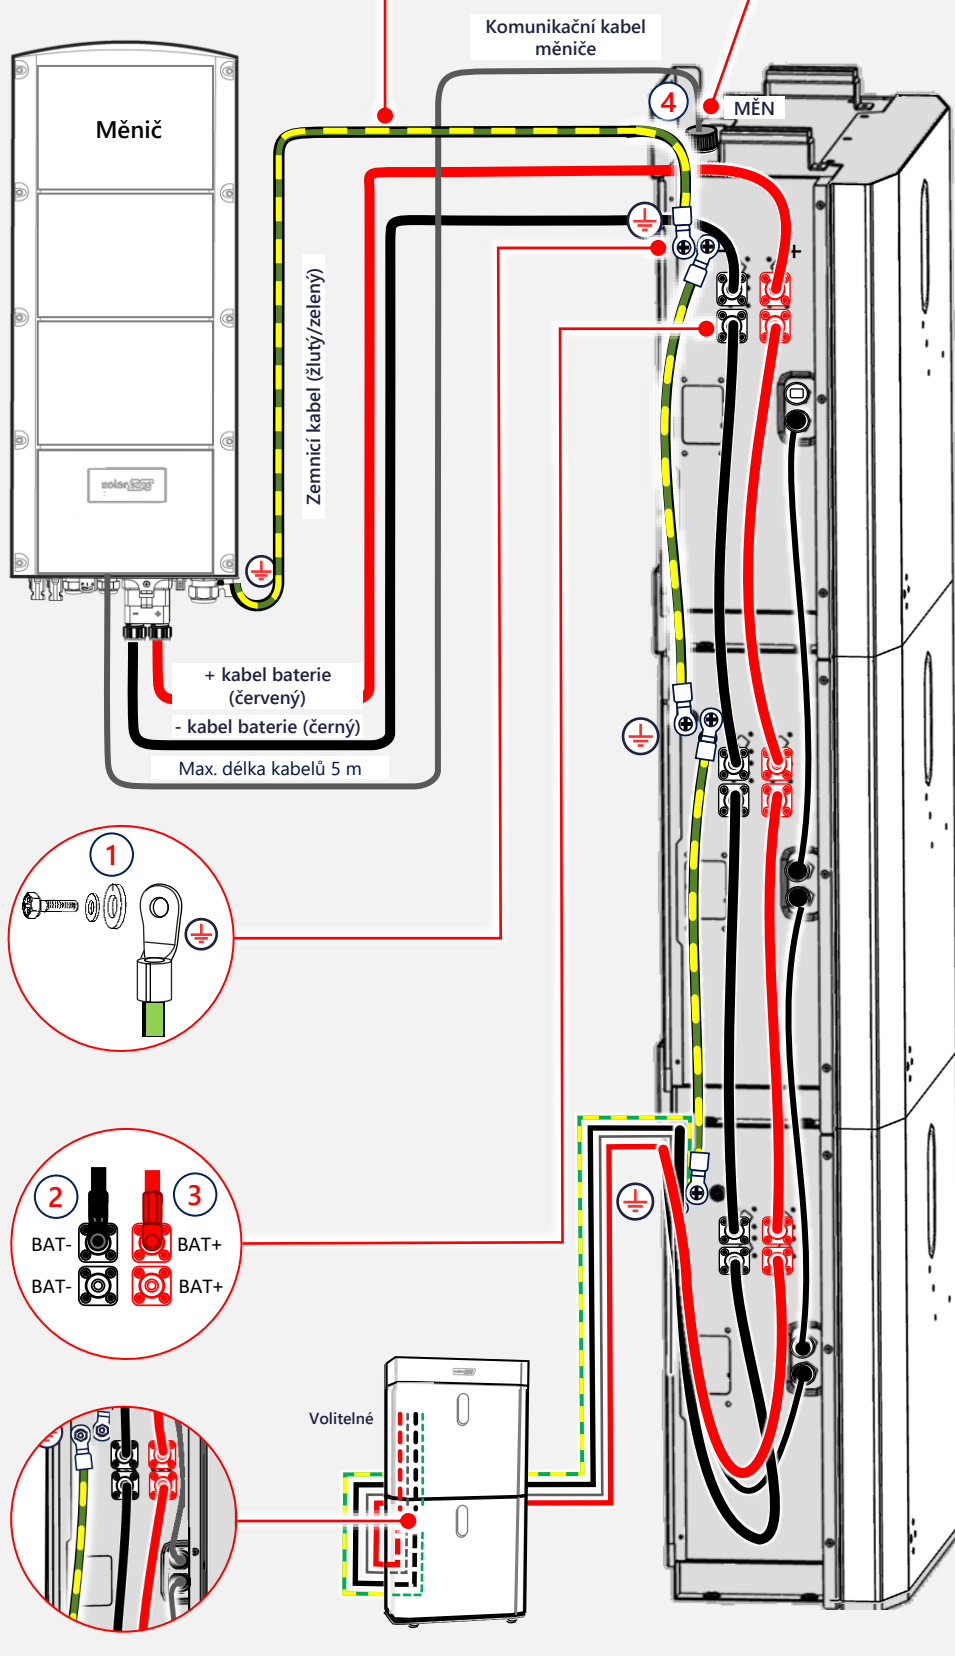 Komunikační kabel
měniče
4
MĚN
Měnič
+
Zemnicí kabel (žlutý/zelený)
solaredge
- +
+ kabel baterie
(červený)
- kabel baterie (černý)
Max. délka kabelů 5 m
1
2
3
BAT- BAT+
BAT- BAT+
Volitelné